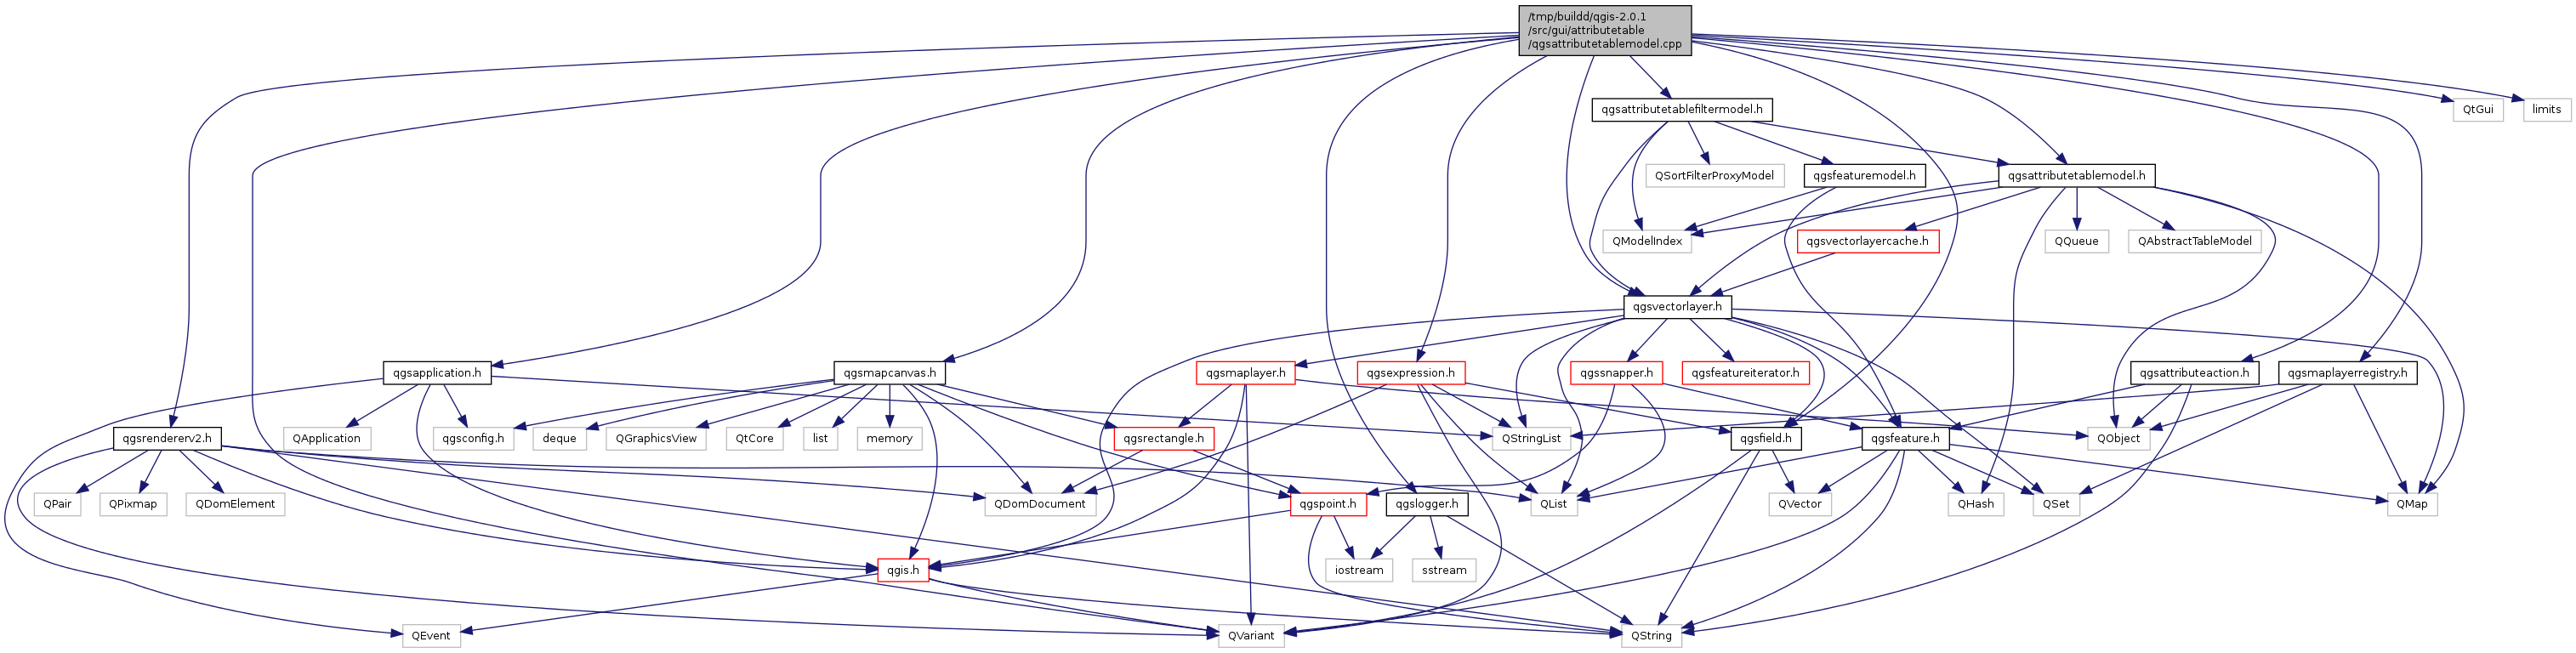 /tmp/buildd/qgis-2.0.1
/src/gui/attributetable
/qgsattributetablemodel.cpp
qgsattributetablefiltermodel.h
QtGui
limits
QSortFilterProxyModel
qgsfeaturemodel.h
qgsattributetablemodel.h
QModelIndex
qgsvectorlayercache.h
QQueue
QAbstractTableModel
qgsvectorlayer.h
qgsapplication.h
qgsmapcanvas.h
qgsmaplayer.h
qgsexpression.h
qgssnapper.h
qgsfeatureiterator.h
qgsattributeaction.h
qgsmaplayerregistry.h
qgsrendererv2.h
QApplication
qgsconfig.h
deque
QGraphicsView
QtCore
list
memory
qgsrectangle.h
QStringList
qgsfield.h
qgsfeature.h
QObject
QPair
QPixmap
QDomElement
QDomDocument
qgspoint.h
qgslogger.h
QList
QVector
QHash
QSet
QMap
qgis.h
iostream
sstream
QEvent
QVariant
QString